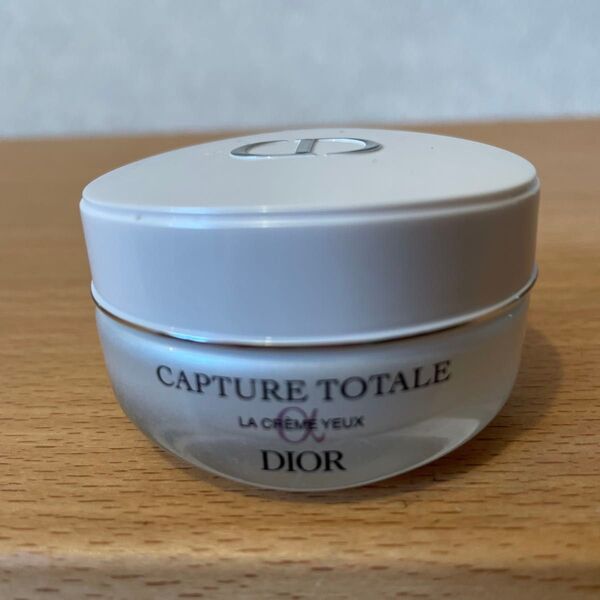 CD
CAPTURE TOTALE
α
LA CRÈME YEUX
DIOR